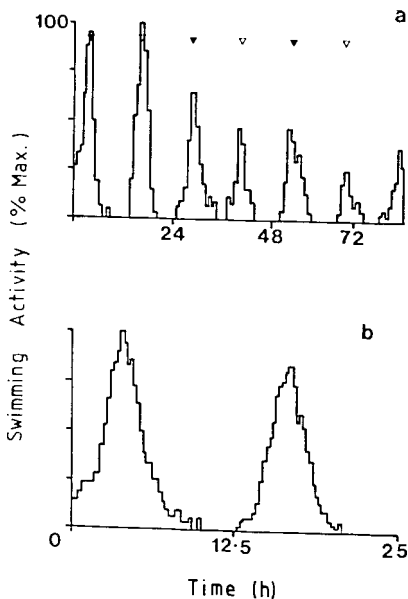 a
100
Swimming Activity (% Max.)
24 48 72
b
0 12·5 25
Time (h)